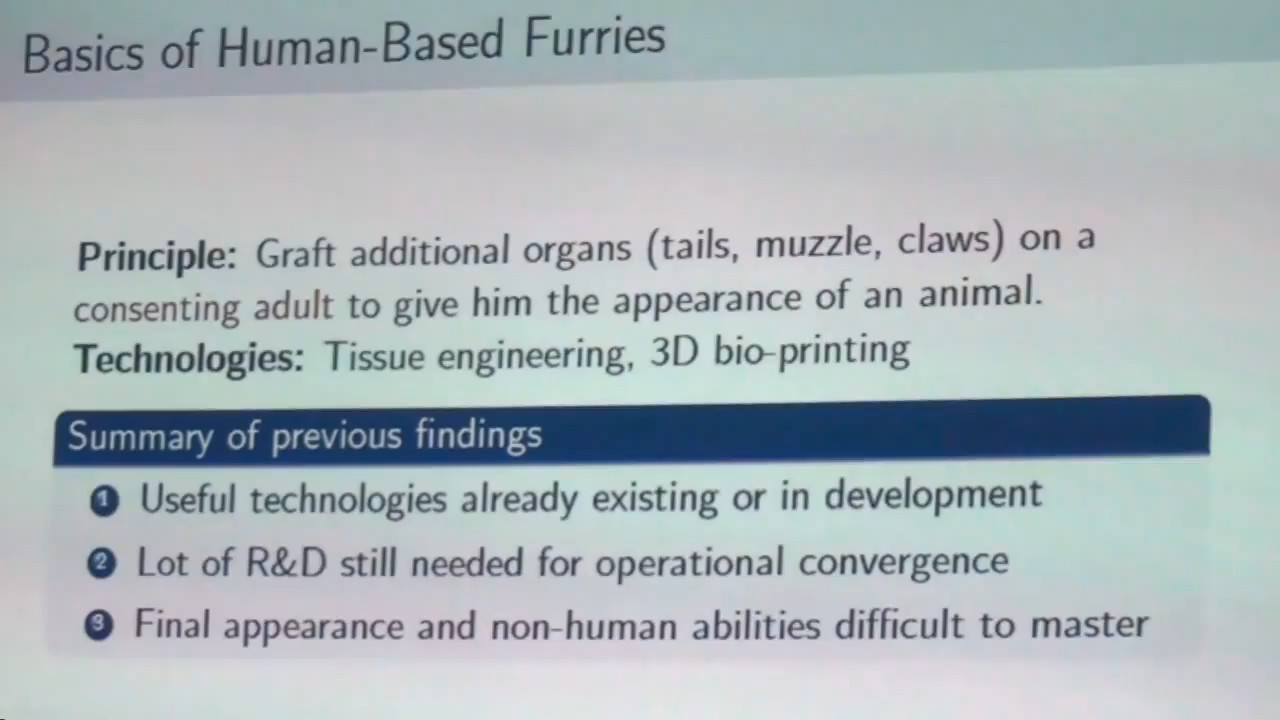 Basics of Human-Based Furries
Principle: Graft additional organs (tails, muzzle, claws) on a
consenting adult to give him the appearance of an animal.
Technologies: Tissue engineering, 3D bio-printing
Summary of previous findings
1 Useful technologies already existing or in development
2 Lot of R&D still needed for operational convergence
3 Final appearance and non-human abilities difficult to master